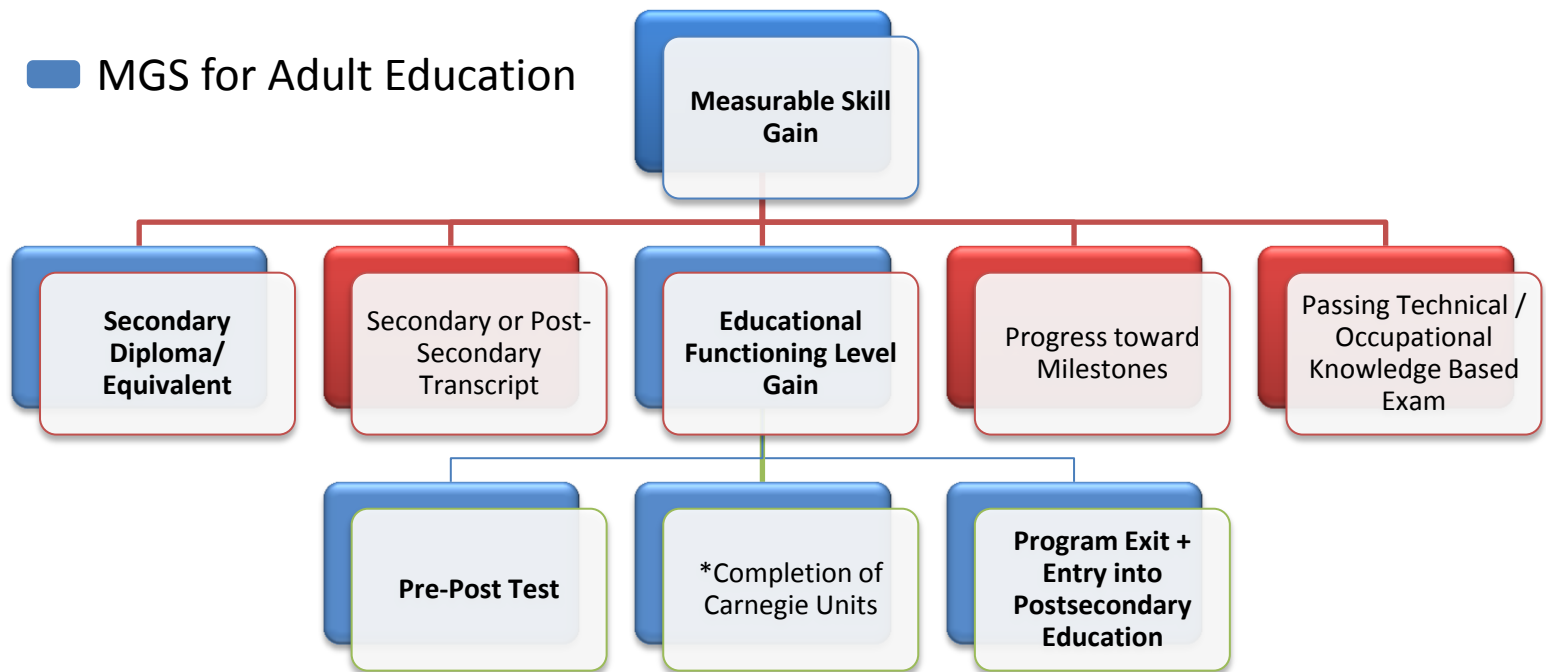 MGS for Adult Education
Measurable Skill
Gain
Secondary
Diploma/
Equivalent
Secondary or Post-
Secondary
Transcript
Educational
Functioning Level
Gain
Progress toward
Milestones
Passing Technical /
Occupational
Knowledge Based
Exam
Pre-Post Test
*Completion of
Carnegie Units
Program Exit +
Entry into
Postsecondary
Education